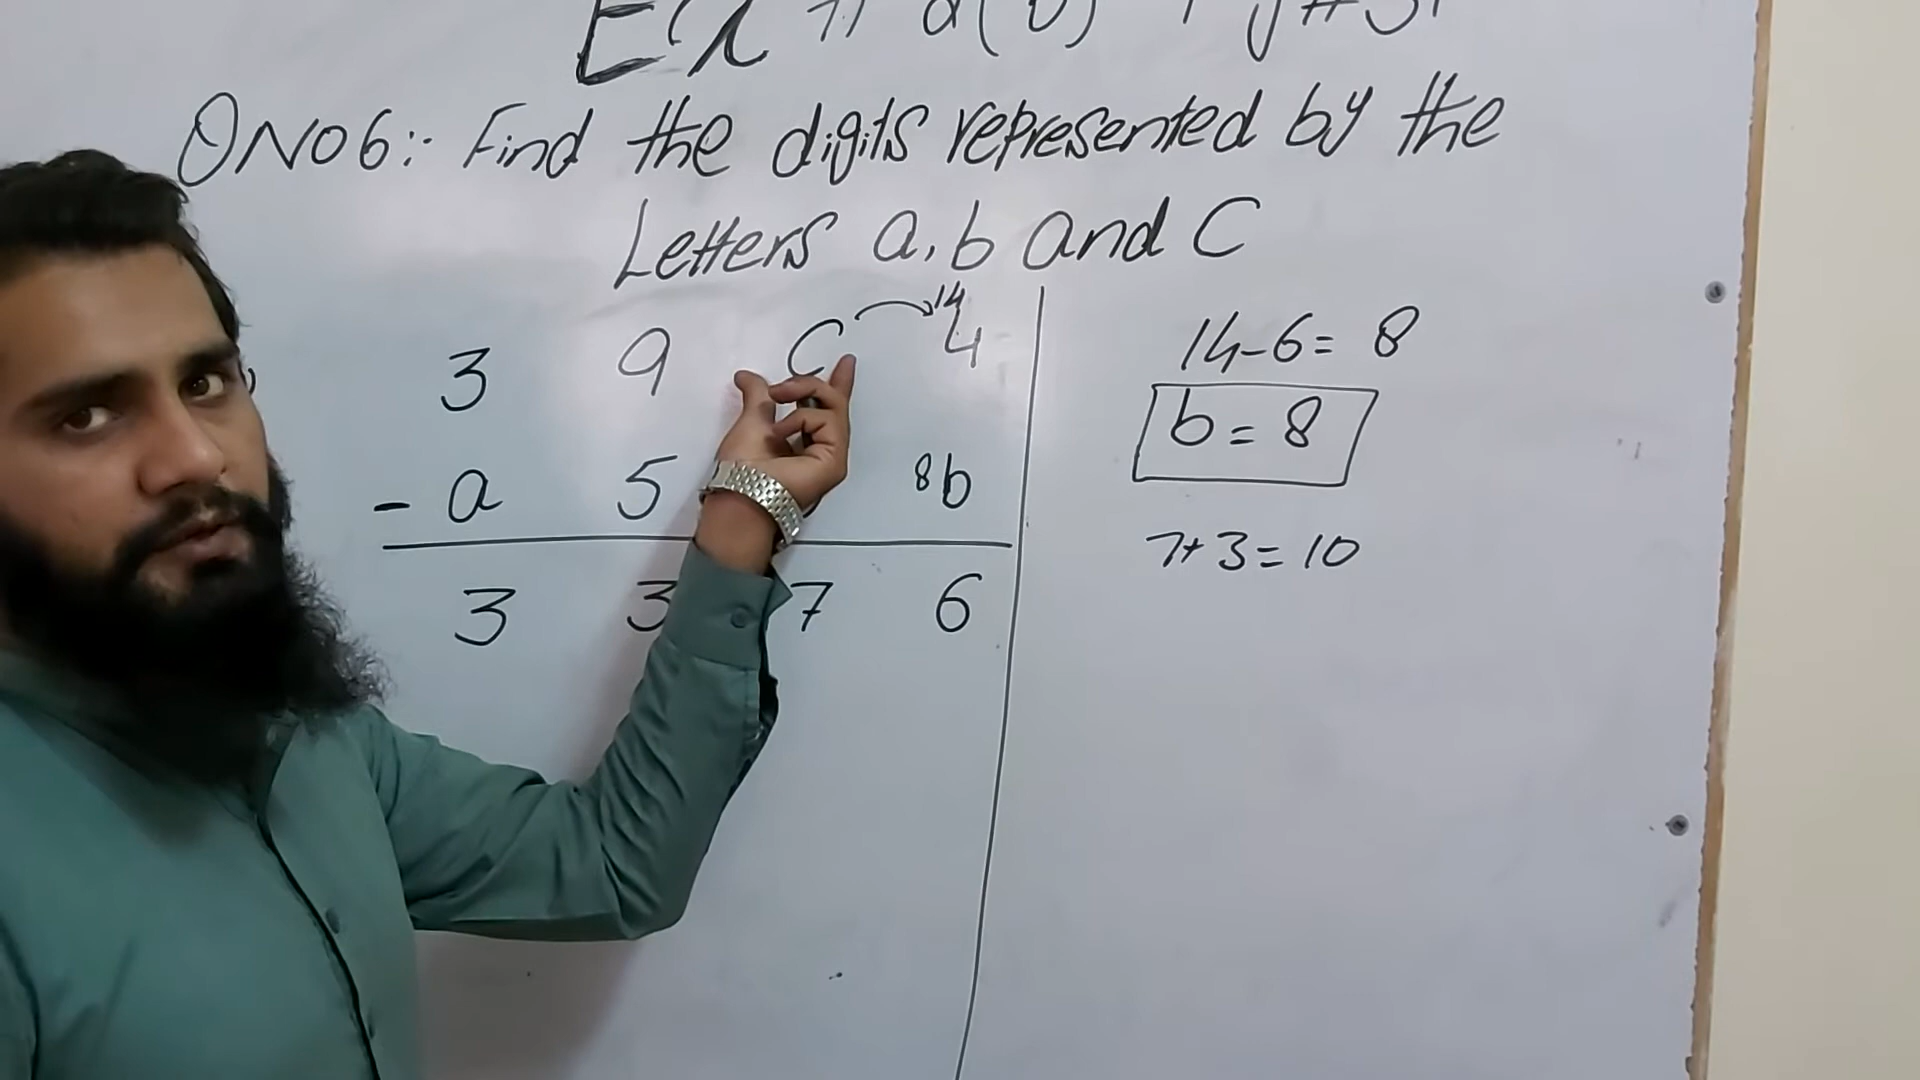 QNO6:: Find the digits represented by the
Letters a, b and C
14
3 9 C 4
- a 5 8b
3 3 7 6
14-6= 8
b = 8
7+3=10